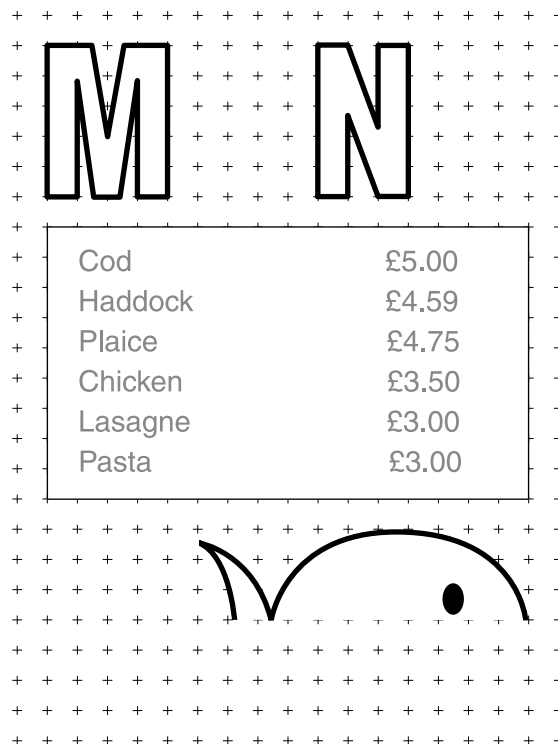 M N
Cod £5.00
Haddock £4.59
Plaice £4.75
Chicken £3.50
Lasagne £3.00
Pasta £3.00